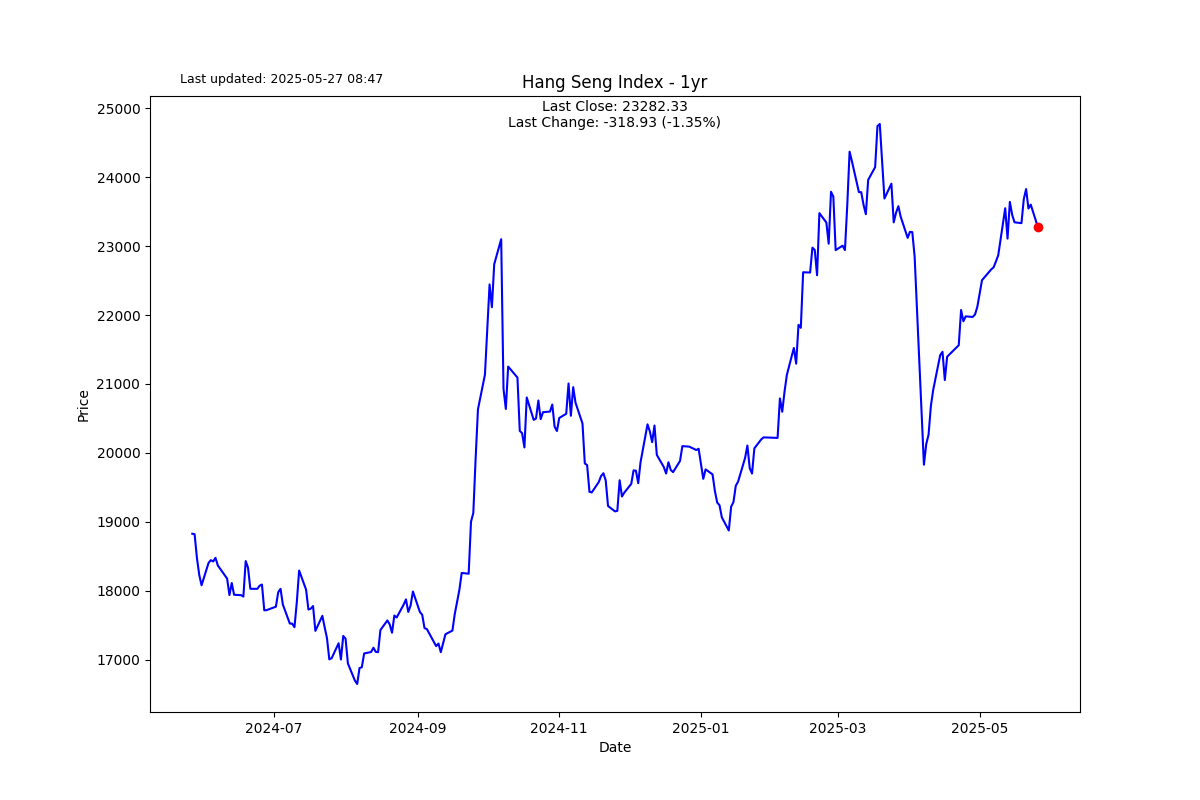 Last updated: 2025-05-27 08:47
Hang Seng Index - 1yr
Last Close: 23282.33
Last Change: -318.93 (-1.35%)
25000
24000
23000
22000
21000
20000
19000
18000
17000
Price
2024-07 2024-09 2024-11 2025-01 2025-03 2025-05
Date